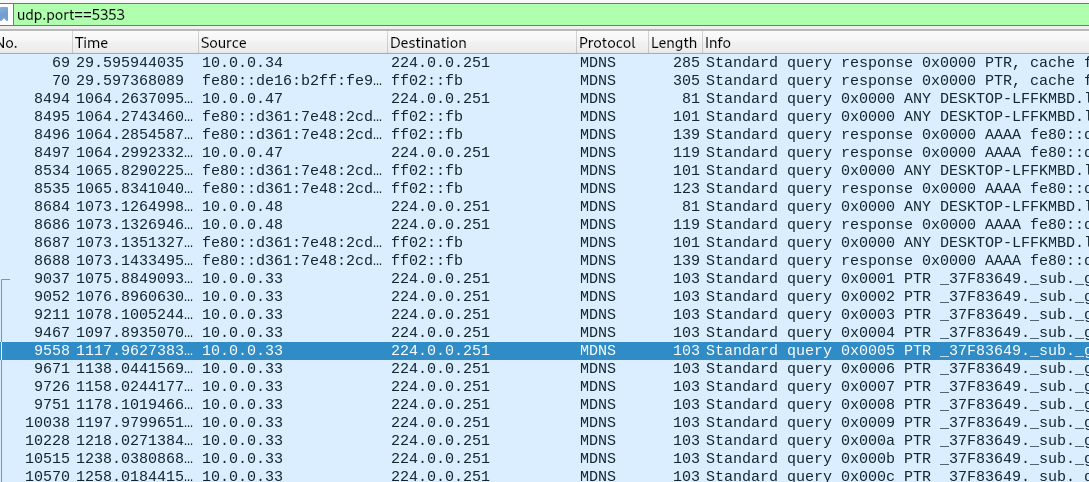 udp.port==5353
No. Time Source Destination Protocol Length Info
69 29.595944035 10.0.0.34 224.0.0.251 MDNS 285 Standard query response 0x0000 PTR, cache f
70 29.597368089 fe80::de16:b2ff:fe9… ff02::fb MDNS 305 Standard query response 0x0000 PTR, cache f
8494 1064.2637095… 10.0.0.47 224.0.0.251 MDNS 81 Standard query 0x0000 ANY DESKTOP-LFFKMBD.l
8495 1064.2743460… fe80::d361:7e48:2cd… ff02::fb MDNS 101 Standard query 0x0000 ANY DESKTOP-LFFKMBD.l
8496 1064.2854587… fe80::d361:7e48:2cd… ff02::fb MDNS 139 Standard query response 0x0000 AAAA fe80::d
8497 1064.2992332… 10.0.0.47 224.0.0.251 MDNS 119 Standard query response 0x0000 AAAA fe80::d
8534 1065.8290225… fe80::d361:7e48:2cd… ff02::fb MDNS 101 Standard query 0x0000 ANY DESKTOP-LFFKMBD.l
8535 1065.8341040… fe80::d361:7e48:2cd… ff02::fb MDNS 123 Standard query response 0x0000 AAAA fe80::d
8684 1073.1264998… 10.0.0.48 224.0.0.251 MDNS 81 Standard query 0x0000 ANY DESKTOP-LFFKMBD.l
8686 1073.1326946… 10.0.0.48 224.0.0.251 MDNS 119 Standard query response 0x0000 AAAA fe80::d
8687 1073.1351327… fe80::d361:7e48:2cd… ff02::fb MDNS 101 Standard query 0x0000 ANY DESKTOP-LFFKMBD.l
8688 1073.1433495… fe80::d361:7e48:2cd… ff02::fb MDNS 139 Standard query response 0x0000 AAAA fe80::d
9037 1075.8849093… 10.0.0.33 224.0.0.251 MDNS 103 Standard query 0x0001 PTR _37F83649._sub._g
9052 1076.8960630… 10.0.0.33 224.0.0.251 MDNS 103 Standard query 0x0002 PTR _37F83649._sub._g
9211 1078.1005244… 10.0.0.33 224.0.0.251 MDNS 103 Standard query 0x0003 PTR _37F83649._sub._g
9467 1097.8935070… 10.0.0.33 224.0.0.251 MDNS 103 Standard query 0x0004 PTR _37F83649._sub._g
9558 1117.9627383… 10.0.0.33 224.0.0.251 MDNS 103 Standard query 0x0005 PTR _37F83649._sub._g
9671 1138.0441569… 10.0.0.33 224.0.0.251 MDNS 103 Standard query 0x0006 PTR _37F83649._sub._g
9726 1158.0244177… 10.0.0.33 224.0.0.251 MDNS 103 Standard query 0x0007 PTR _37F83649._sub._g
9751 1178.1019466… 10.0.0.33 224.0.0.251 MDNS 103 Standard query 0x0008 PTR _37F83649._sub._g
10038 1197.9799651… 10.0.0.33 224.0.0.251 MDNS 103 Standard query 0x0009 PTR _37F83649._sub._g
10228 1218.0271384… 10.0.0.33 224.0.0.251 MDNS 103 Standard query 0x000a PTR _37F83649._sub._g
10515 1238.0380868… 10.0.0.33 224.0.0.251 MDNS 103 Standard query 0x000b PTR _37F83649._sub._g
10570 1258.0184415… 10.0.0.33 224.0.0.251 MDNS 103 Standard query 0x000c PTR _37F83649._sub._g